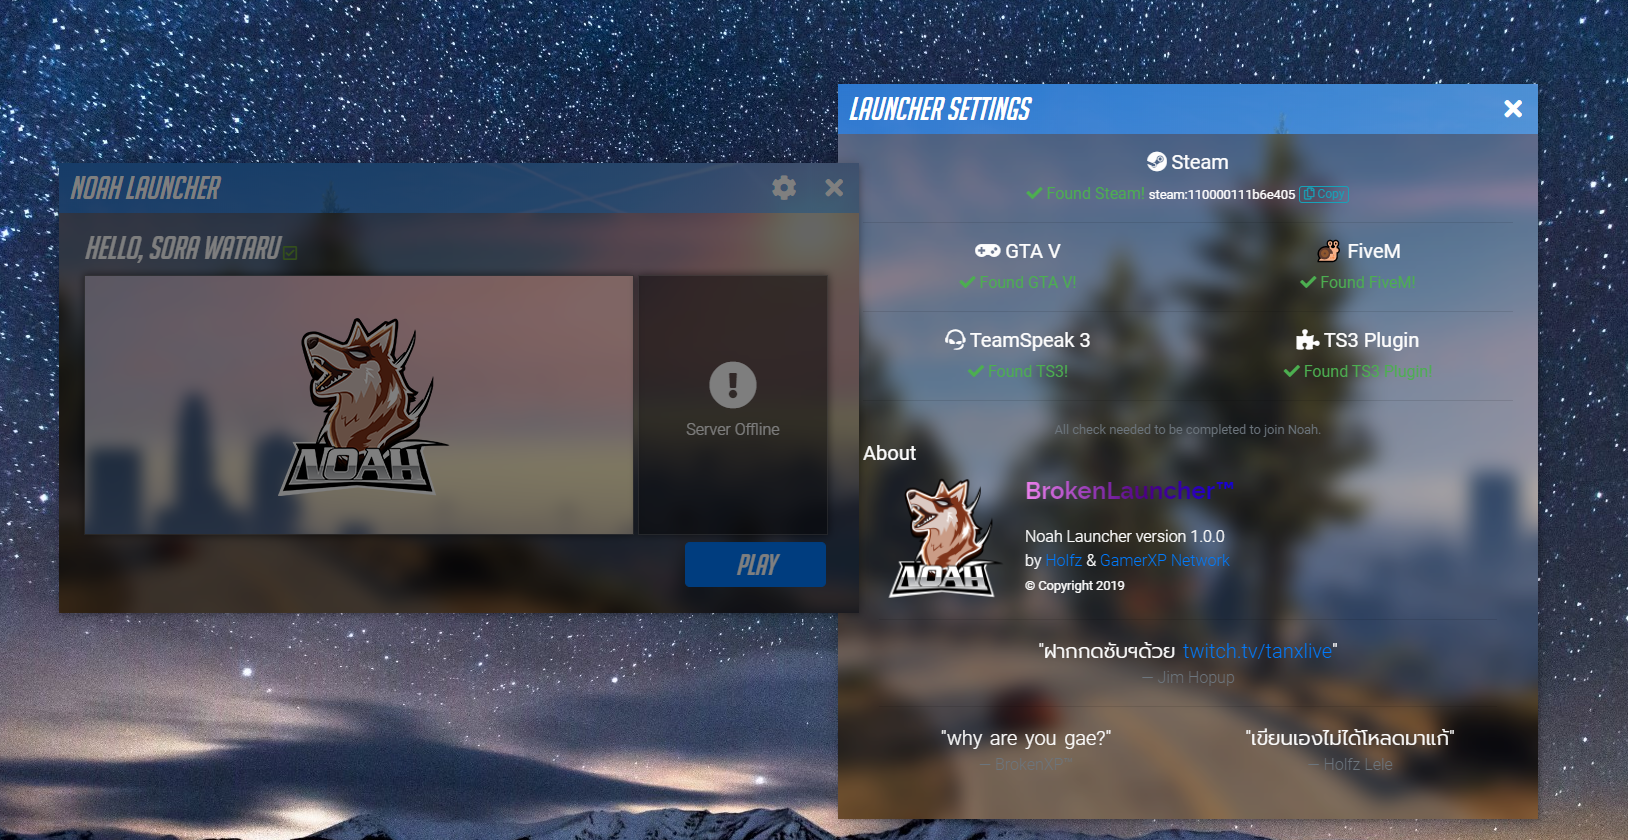 NOAH LAUNCHER
HELLO, SORA WATARU
NOAH
Server Offline
PLAY
LAUNCHER SETTINGS
Steam
Found Steam! steam:110000111b6e405 Copy
GTA V
Found GTA V!
FiveM
Found FiveM!
TeamSpeak 3
Found TS3!
TS3 Plugin
Found TS3 Plugin!
All check needed to be completed to join Noah.
About
NOAH
BrokenLauncher™
Noah Launcher version 1.0.0
by Holfz & GamerXP Network
© Copyright 2019
"ฝากกดซับฯด้วย twitch.tv/tanxlive"
— Jim Hopup
"why are you gae?"
— BrokenXP™
"เขียนเองไม่ได้โหลดมาแก้"
— Holfz Lele